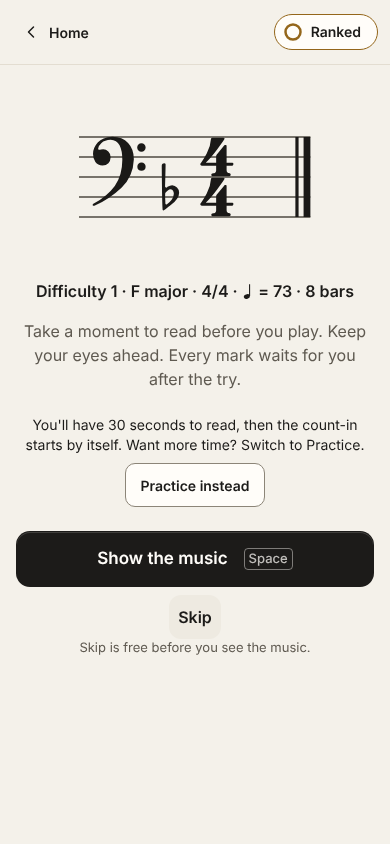 Home
Ranked
4
4
Difficulty 1 · F major · 4/4 · ♩ = 73 · 8 bars
Take a moment to read before you play. Keep
your eyes ahead. Every mark waits for you
after the try.
You'll have 30 seconds to read, then the count-in
starts by itself. Want more time? Switch to Practice.
Practice instead
Show the music Space
Skip
Skip is free before you see the music.